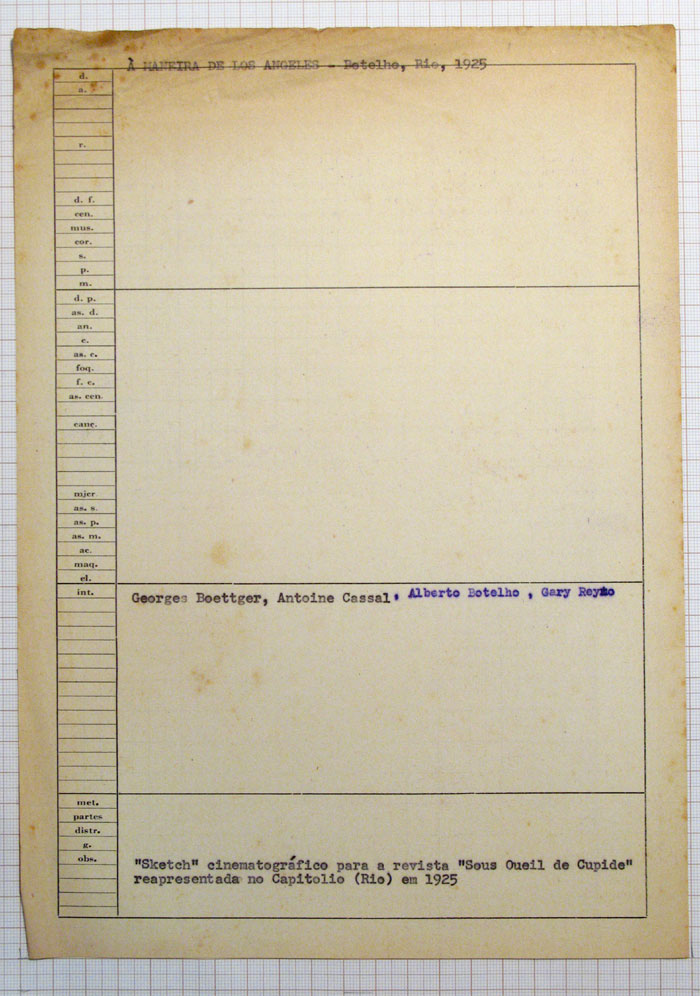 À MANEIRA DE LOS ANGELES - Botelho, Rio, 1925
d.
a.
r.
d. f.
cen.
mus.
cor.
s.
p.
m.
d. p.
as. d.
an.
c.
as. c.
foq.
f. c.
as. cen.
canç.
mjer
as. s.
as. p.
as. m.
ac.
maq.
el.
int. Georges Boettger, Antoine Cassal, Alberto Botelho , Gary Reyno
met.
partes
distr.
g.
obs. "Sketch" cinematográfico para a revista "Sous Oueil de Cupide"
reapresentada no Capitolio (Rio) em 1925